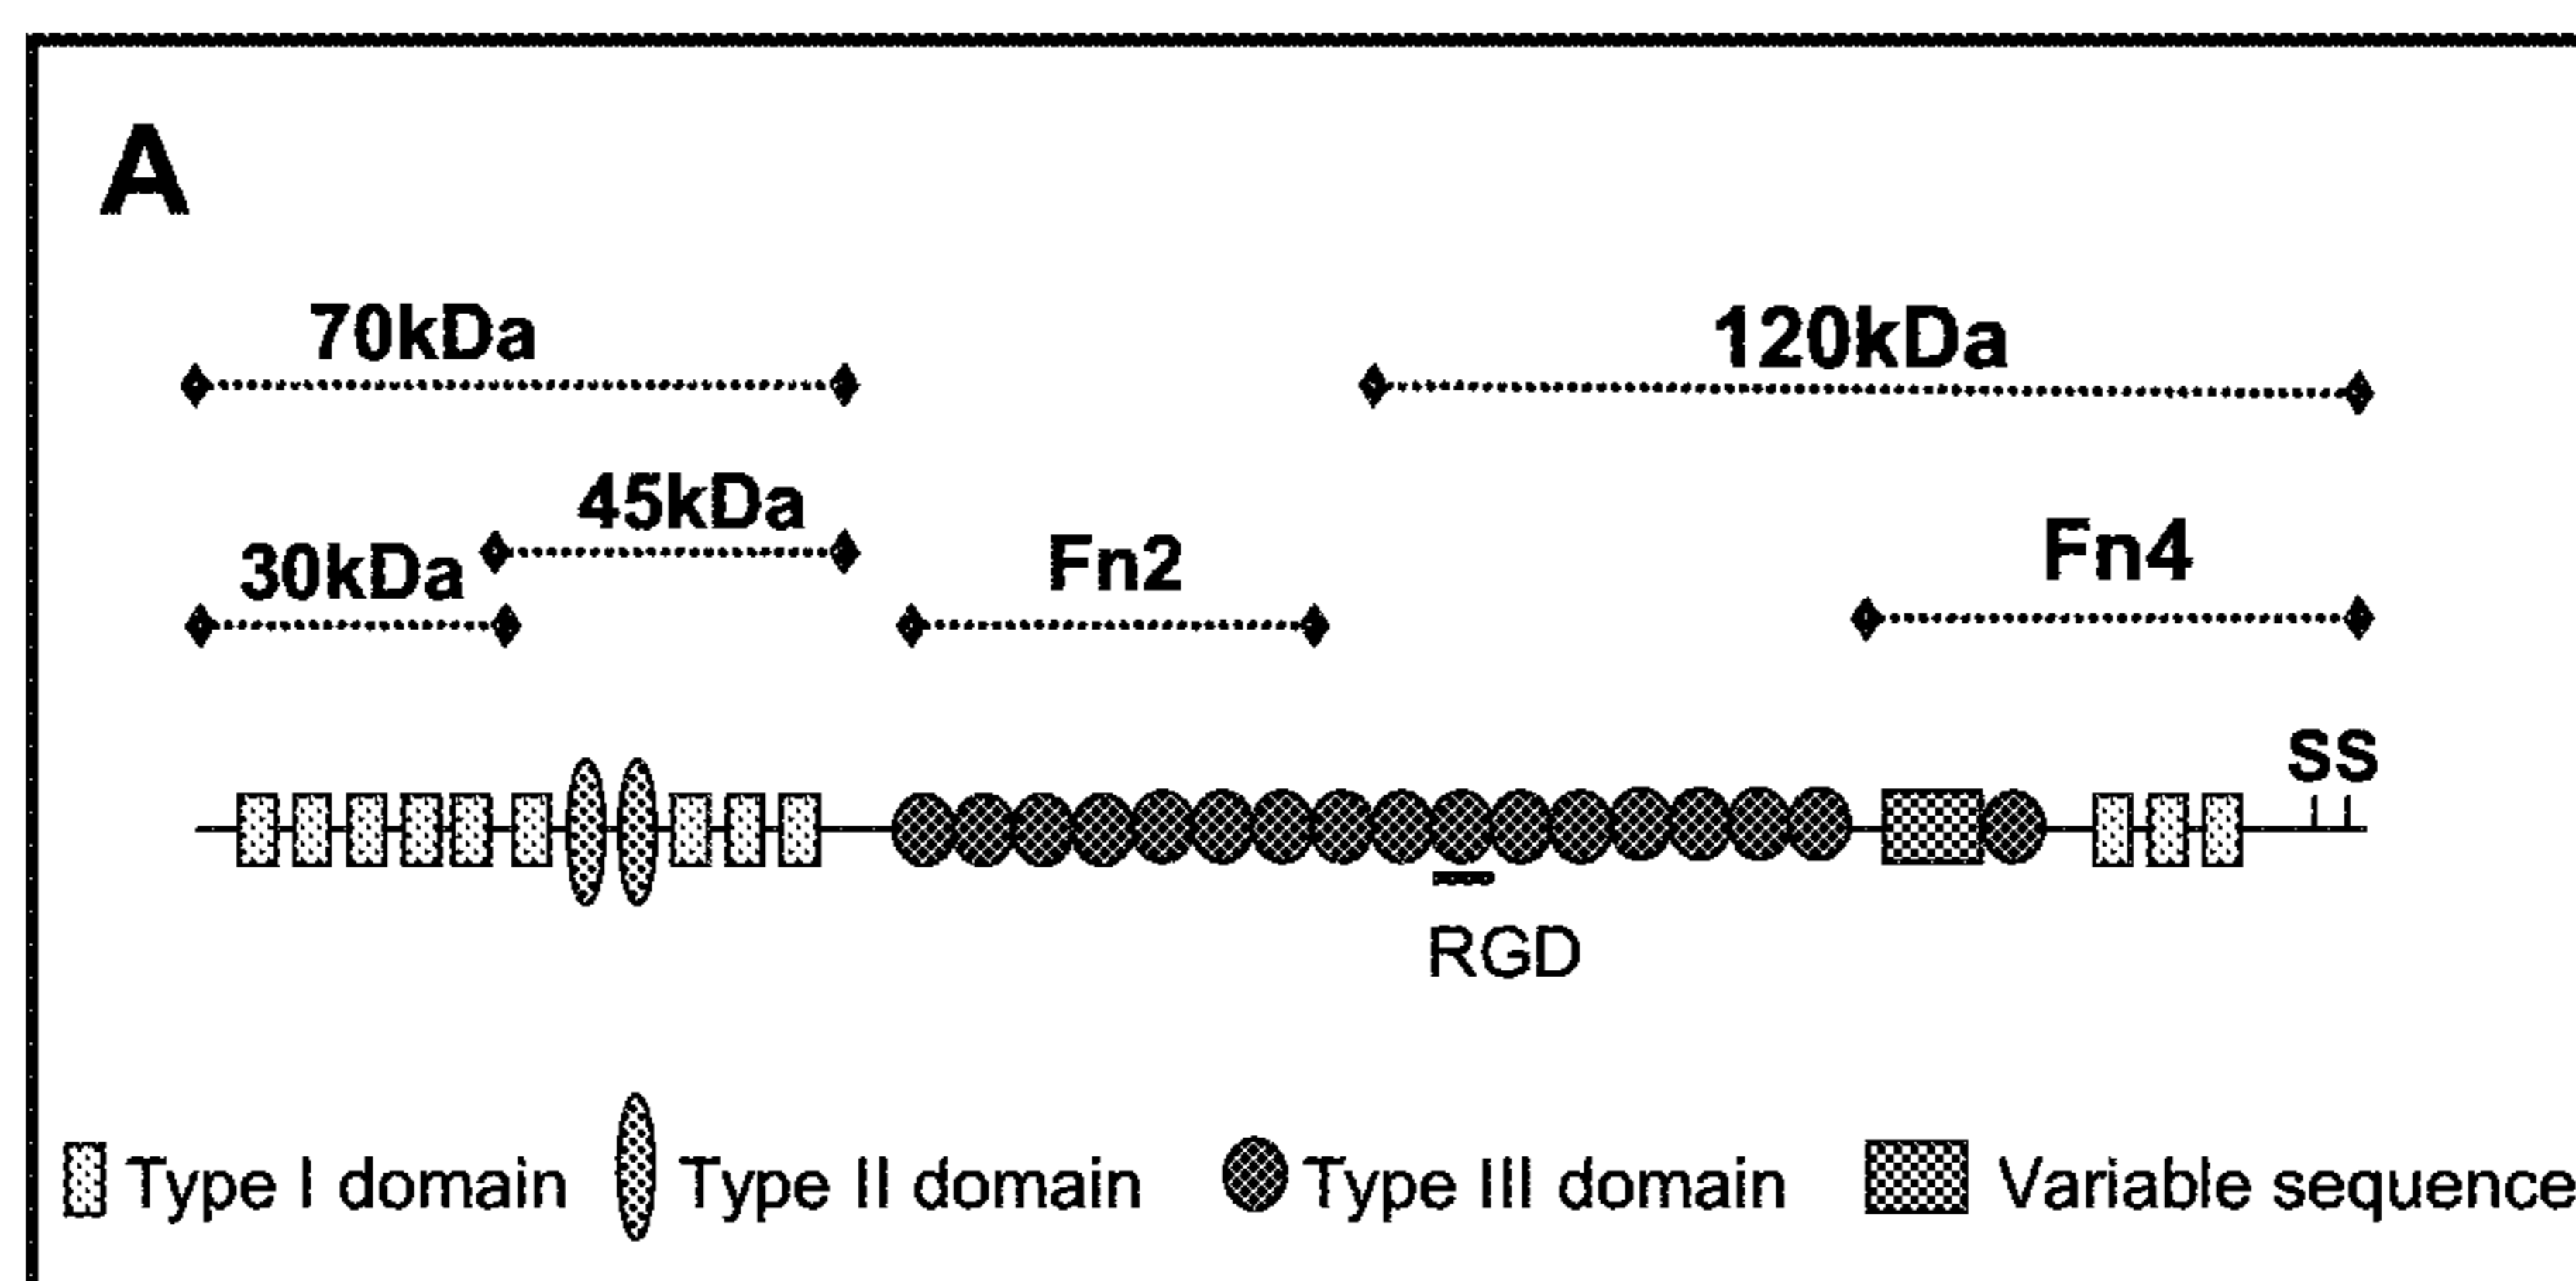 A
70kDa
120kDa
45kDa
30kDa
Fn2
Fn4
SS
RGD
Type I domain
Type II domain
Type III domain
Variable sequence